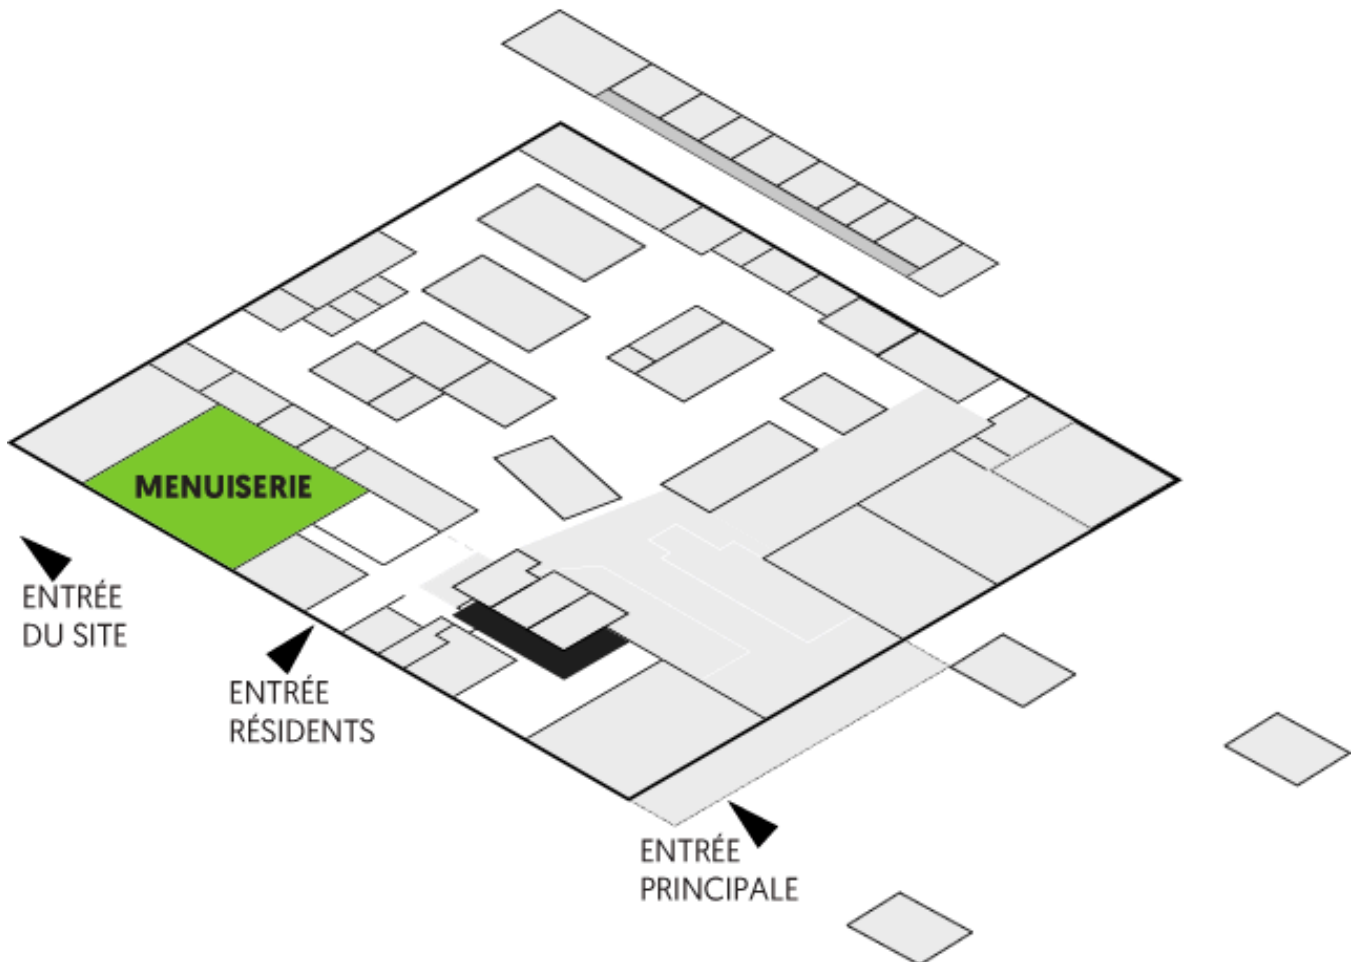 MENUISERIE
ENTRÉE
DU SITE
ENTRÉE
RÉSIDENTS
ENTRÉE
PRINCIPALE